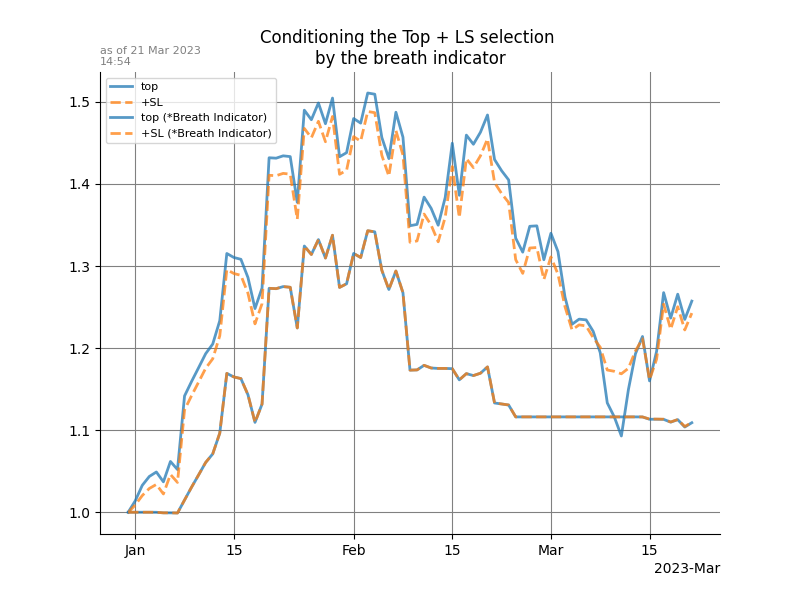 Conditioning the Top + LS selection
by the breath indicator
as of 21 Mar 2023
14:54
top
+SL
top (*Breath Indicator)
+SL (*Breath Indicator)
1.5
1.4
1.3
1.2
1.1
1.0
Jan
15
Feb
15
Mar
15
2023-Mar